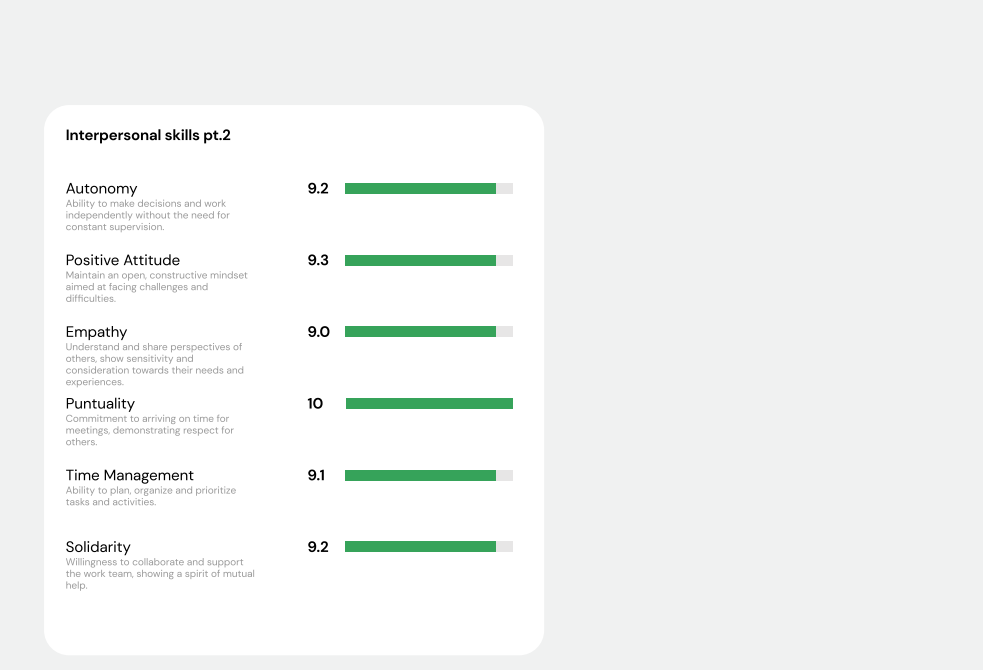 Interpersonal skills pt.2
Autonomy
9.2
Ability to make decisions and work
independently without the need for
constant supervision.
Positive Attitude
9.3
Maintain an open, constructive mindset
aimed at facing challenges and
difficulties.
Empathy
9.0
Understand and share perspectives of
others, show sensitivity and
consideration towards their needs and
experiences.
Puntuality
10
Commitment to arriving on time for
meetings, demonstrating respect for
others.
Time Management
9.1
Ability to plan, organize and prioritize
tasks and activities.
Solidarity
9.2
Willingness to collaborate and support
the work team, showing a spirit of mutual
help.